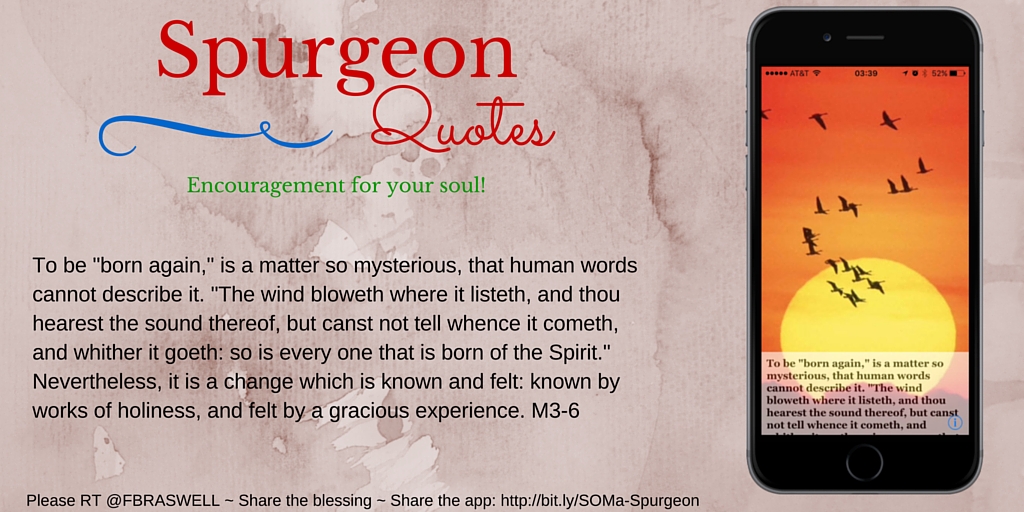 Spurgeon
Quotes
Encouragement for your soul!
To be "born again," is a matter so mysterious, that human words
cannot describe it. "The wind bloweth where it listeth, and thou
hearest the sound thereof, but canst not tell whence it cometh,
and whither it goeth: so is every one that is born of the Spirit."
Nevertheless, it is a change which is known and felt: known by
works of holiness, and felt by a gracious experience. M3-6
Please RT @FBRASWELL ~ Share the blessing ~ Share the app: http://bit.ly/SOMa-Spurgeon
AT&T 03:39 52%
To be "born again," is a matter so
mysterious, that human words
cannot describe it. "The wind
bloweth where it listeth, and thou
hearest the sound thereof, but canst
not tell whence it cometh, and